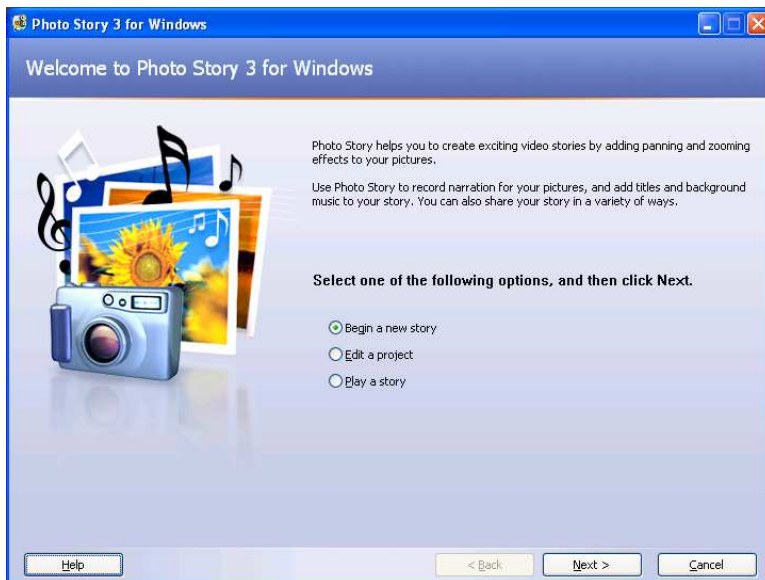 Photo Story 3 for Windows
Welcome to Photo Story 3 for Windows
Photo Story helps you to create exciting video stories by adding panning and zooming
effects to your pictures.
Use Photo Story to record narration for your pictures, and add titles and background
music to your story. You can also share your story in a variety of ways.
Select one of the following options, and then click Next.
Begin a new story
Edit a project
Play a story
Help
< Back
Next >
Cancel